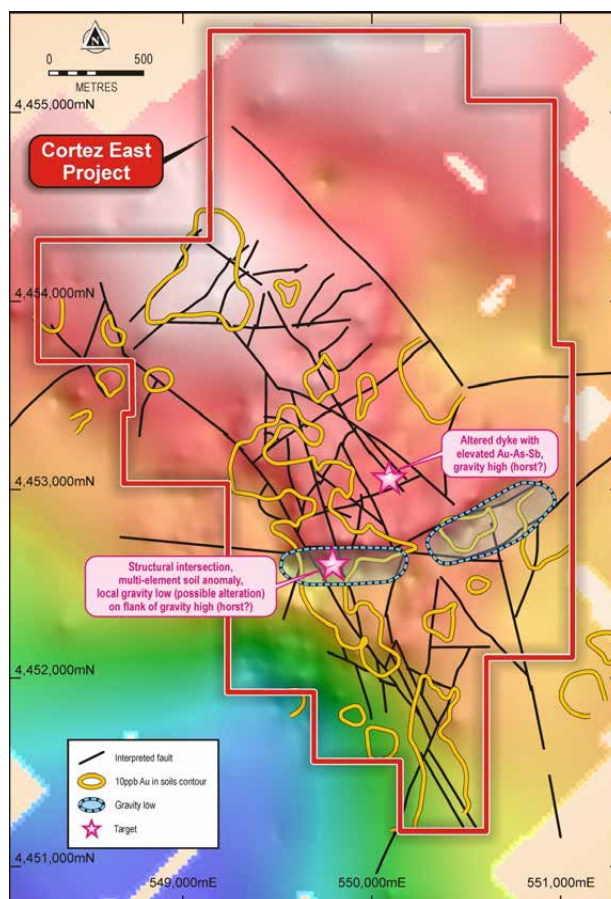 N
0
500
METRES
4,455,000mN
Cortez East
Project
4,454,000mN
Altered dyke with
elevated Au-As-Sb,
gravity high (horst?)
4,453,000mN
Structural intersection,
multi-element soil anomaly,
local gravity low (possible alteration)
on flank of gravity high (horst?)
4,452,000mN
Interpreted fault
10ppb Au in soils contour
Gravity low
Target
4,451,000mN
549,000mE
550,000mE
551,000mE